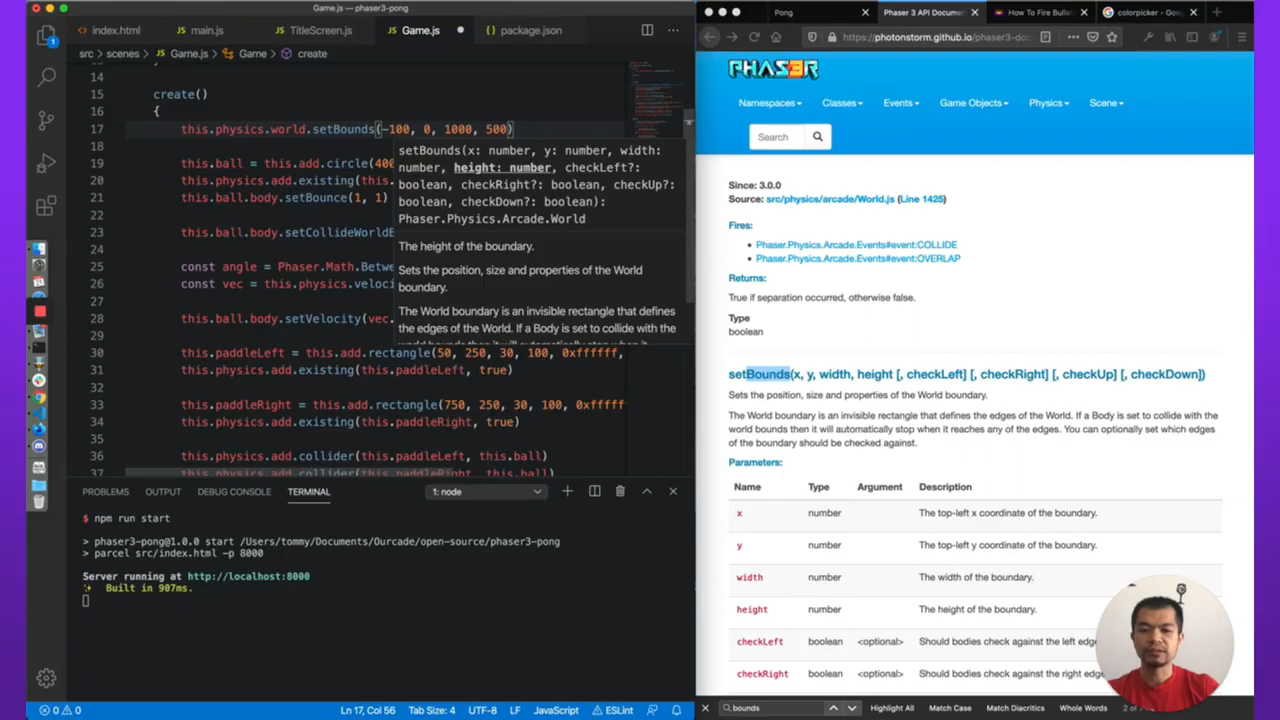 Game.js — phaser3-pong
index.html
main.js
TitleScreen.js
Game.js
package.json
src > scenes > Game.js > Game > create
14
15 create()
16 {
17 this.physics.world.setBounds(-100, 0, 1000, 500)
18
19 this.ball = this.add.circle(400
20 this.physics.add.existing(this.
21 this.ball.body.setBounce(1, 1)
22
23 this.ball.body.setCollideWorldB
24
25 const angle = Phaser.Math.Betwe
26 const vec = this.physics.veloci
27
28 this.ball.body.setVelocity(vec.
29
30 this.paddleLeft = this.add.rectangle(50, 250, 30, 100, 0xffffff,
31 this.physics.add.existing(this.paddleLeft, true)
32
33 this.paddleRight = this.add.rectangle(750, 250, 30, 100, 0xfffff
34 this.physics.add.existing(this.paddleRight, true)
35
36 this.physics.add.collider(this.paddleLeft, this.ball)
37 this.physics.add.collider(this.paddleRight, this.ball)
setBounds(x: number, y: number, width:
number, height: number, checkLeft?:
boolean, checkRight?: boolean, checkUp?:
boolean, checkDown?: boolean):
Phaser.Physics.Arcade.World
The height of the boundary.
Sets the position, size and properties of the World
boundary.
The World boundary is an invisible rectangle that defines
the edges of the World. If a Body is set to collide with the
PROBLEMS OUTPUT DEBUG CONSOLE TERMINAL 1: node
$ npm run start
> phaser3-pong@1.0.0 start /Users/tommy/Documents/Ourcade/open-source/phaser3-pong
> parcel src/index.html -p 8000
Server running at http://localhost:8000
✨ Built in 907ms.
0 0 Ln 17, Col 56 Tab Size: 4 UTF-8 LF JavaScript ESLint
Pong
Phaser 3 API Docume
How To Fire Bullet
colorpicker - Go
https://photonstorm.github.io/phaser3-doc
PHAS3R
Namespaces Classes Events Game Objects Physics Scene
Search
Since: 3.0.0
Source: src/physics/arcade/World.js (Line 1425)
Fires:
• Phaser.Physics.Arcade.Events#event:COLLIDE
• Phaser.Physics.Arcade.Events#event:OVERLAP
Returns:
True if separation occurred, otherwise false.
Type
boolean
setBounds(x, y, width, height [, checkLeft] [, checkRight] [, checkUp] [, checkDown])
Sets the position, size and properties of the World boundary.
The World boundary is an invisible rectangle that defines the edges of the World. If a Body is set to collide with the
world bounds then it will automatically stop when it reaches any of the edges. You can optionally set which edges
of the boundary should be checked against.
Parameters:
Name Type Argument Description
x number The top-left x coordinate of the boundary.
y number The top-left y coordinate of the boundary.
width number The width of the boundary.
height number The height of the boundary.
checkLeft boolean <optional> Should bodies check against the left edge
checkRight boolean <optional> Should bodies check against the right edg
bounds Highlight All Match Case Match Diacritics Whole Words 2 of